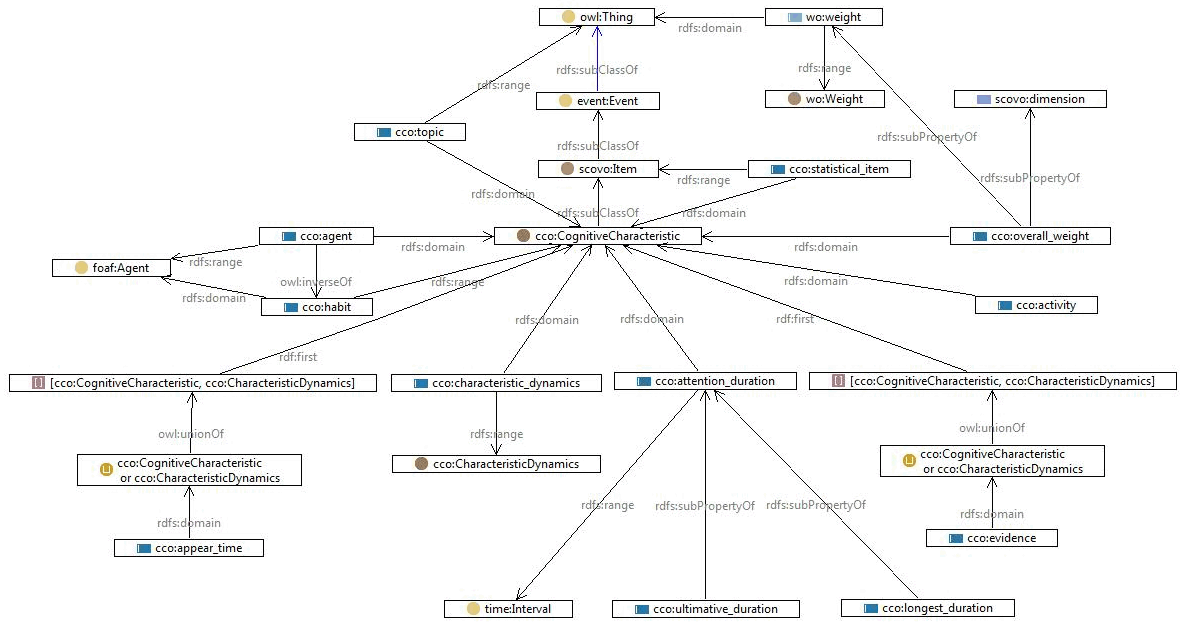 owl:Thing
wo:weight
rdfs:domain
rdfs:subClassOf
rdfs:range
rdfs:range
event:Event
wo:Weight
scovo:dimension
cco:topic
rdfs:subClassOf
rdfs:subPropertyOf
scovo:Item
cco:statistical_item
rdfs:range
rdfs:subPropertyOf
rdfs:domain
rdfs:subClassOf
rdfs:domain
cco:agent
cco:CognitiveCharacteristic
cco:overall_weight
rdfs:domain
rdfs:domain
foaf:Agent
rdfs:range
owl:inverseOf
rdfs:range
rdfs:domain
rdfs:domain
cco:habit
cco:activity
rdfs:domain
rdfs:domain
rdf:first
rdf:first
[cco:CognitiveCharacteristic, cco:CharacteristicDynamics]
cco:characteristic_dynamics
cco:attention_duration
[cco:CognitiveCharacteristic, cco:CharacteristicDynamics]
owl:unionOf
rdfs:range
owl:unionOf
cco:CognitiveCharacteristic
or cco:CharacteristicDynamics
cco:CharacteristicDynamics
cco:CognitiveCharacteristic
or cco:CharacteristicDynamics
rdfs:range
rdfs:subPropertyOf
rdfs:subPropertyOf
rdfs:domain
rdfs:domain
cco:appear_time
cco:evidence
time:Interval
cco:ultimative_duration
cco:longest_duration